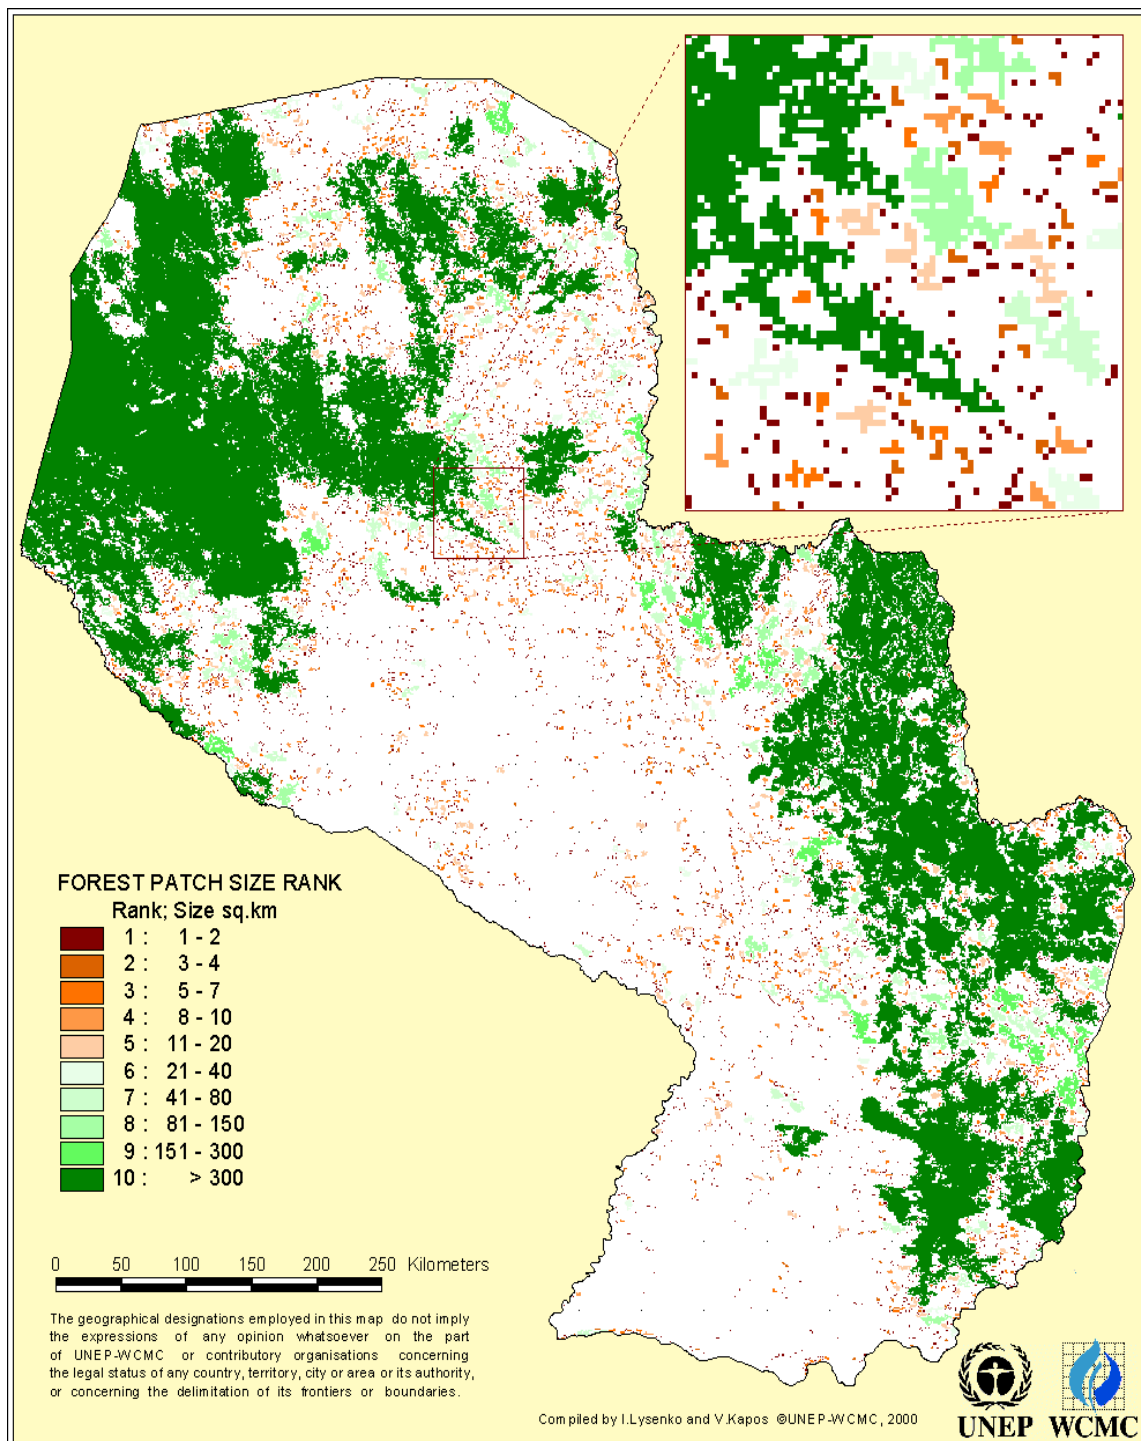 FOREST PATCH SIZE RANK
Rank; Size sq.km
1 : 1 - 2
2 : 3 - 4
3 : 5 - 7
4 : 8 - 10
5 : 11 - 20
6 : 21 - 40
7 : 41 - 80
8 : 81 - 150
9 : 151 - 300
10 : > 300
0 50 100 150 200 250 Kilometers
The geographical designations employed in this map do not imply
the expressions of any opinion whatsoever on the part
of UNEP-WCMC or contributory organisations concerning
the legal status of any country, territory, city or area or its authority,
or concerning the delimitation of its frontiers or boundaries.
Compiled by I.Lysenko and V.Kapos ©UNEP-WCMC, 2000
UNEP WCMC